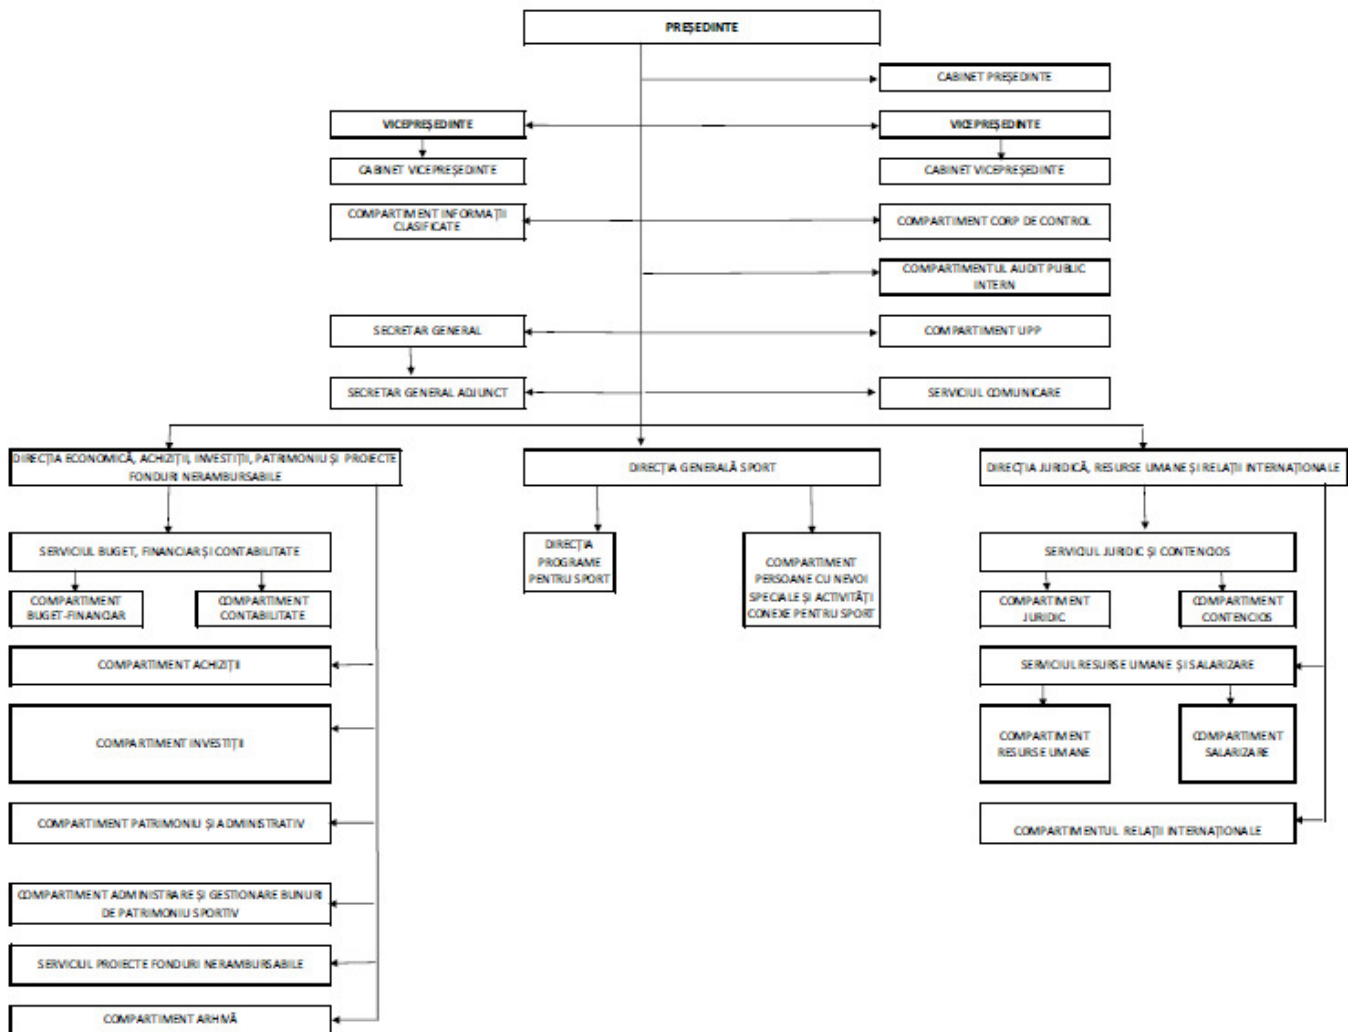 PREȘEDINTE
CABINET PREȘEDINTE
VICEPREȘEDINTE
VICEPREȘEDINTE
CABINET VICEPREȘEDINTE
CABINET VICEPREȘEDINTE
COMPARTIMENT INFORMAȚII
CLASIFICATE
COMPARTIMENT CORP DE CONTROL
COMPARTIMENTUL AUDIT PUBLIC
INTERN
SECRETAR GENERAL
COMPARTIMENT UPP
SECRETAR GENERAL ADJUNCT
SERVICIUL COMUNICARE
DIRECȚIA ECONOMICĂ, ACHIZIȚII, INVESTIȚII, PATRIMONIU ȘI PROIECTE
FONDURI NERAMBURSABILE
DIRECȚIA GENERALĂ SPORT
DIRECȚIA JURIDICĂ, RESURSE UMANE ȘI RELAȚII INTERNAȚIONALE
SERVICIUL BUGET, FINANCIAR ȘI CONTABILITATE
COMPARTIMENT
BUGET-FINANCIAR
COMPARTIMENT
CONTABILITATE
DIRECȚIA
PROGRAME
PENTRU SPORT
COMPARTIMENT
PERSOANE CU NEVOI
SPECIALE ȘI ACTIVITĂȚI
CONEXE PENTRU SPORT
SERVICIUL JURIDIC ȘI CONTENCIOS
COMPARTIMENT
JURIDIC
COMPARTIMENT
CONTENCIOS
COMPARTIMENT ACHIZIȚII
SERVICIUL RESURSE UMANE ȘI SALARIZARE
COMPARTIMENT INVESTIȚII
COMPARTIMENT
RESURSE UMANE
COMPARTIMENT
SALARIZARE
COMPARTIMENT PATRIMONIU ȘI ADMINISTRATIV
COMPARTIMENTUL RELAȚII INTERNAȚIONALE
COMPARTIMENT ADMINISTRARE ȘI GESTIONARE BUNURI
DE PATRIMONIU SPORTIV
SERVICIUL PROIECTE FONDURI NERAMBURSABILE
COMPARTIMENT ARHIVĂ